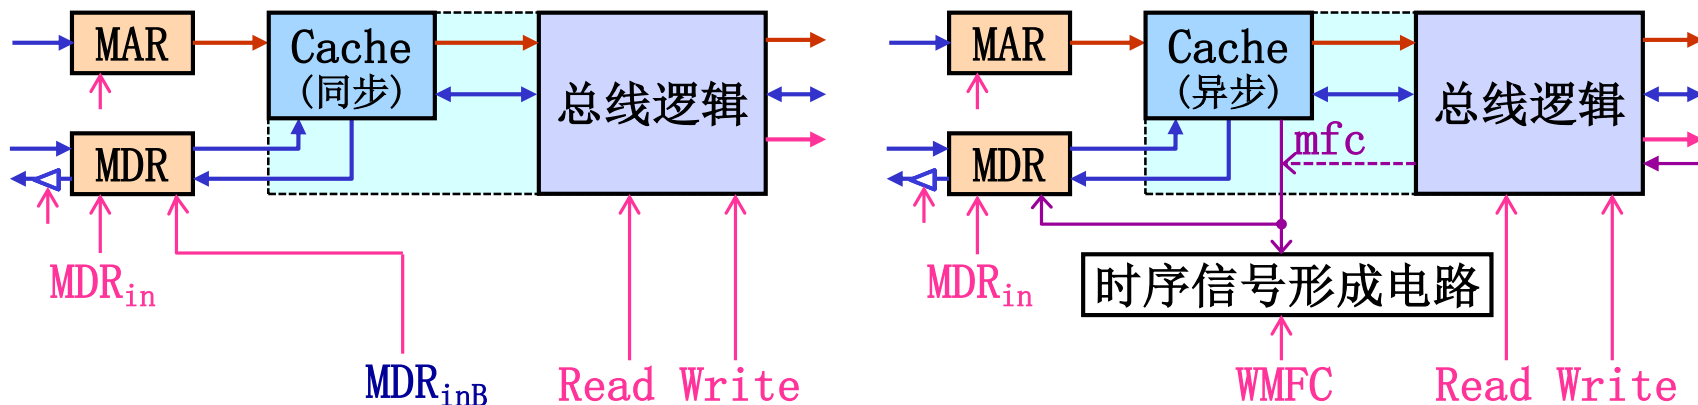 MAR
Cache
(同步)
总线逻辑
MDR
MDRin
MDRinB
Read Write
MAR
Cache
(异步)
总线逻辑
mfc
MDR
MDRin
时序信号形成电路
WMFC
Read Write